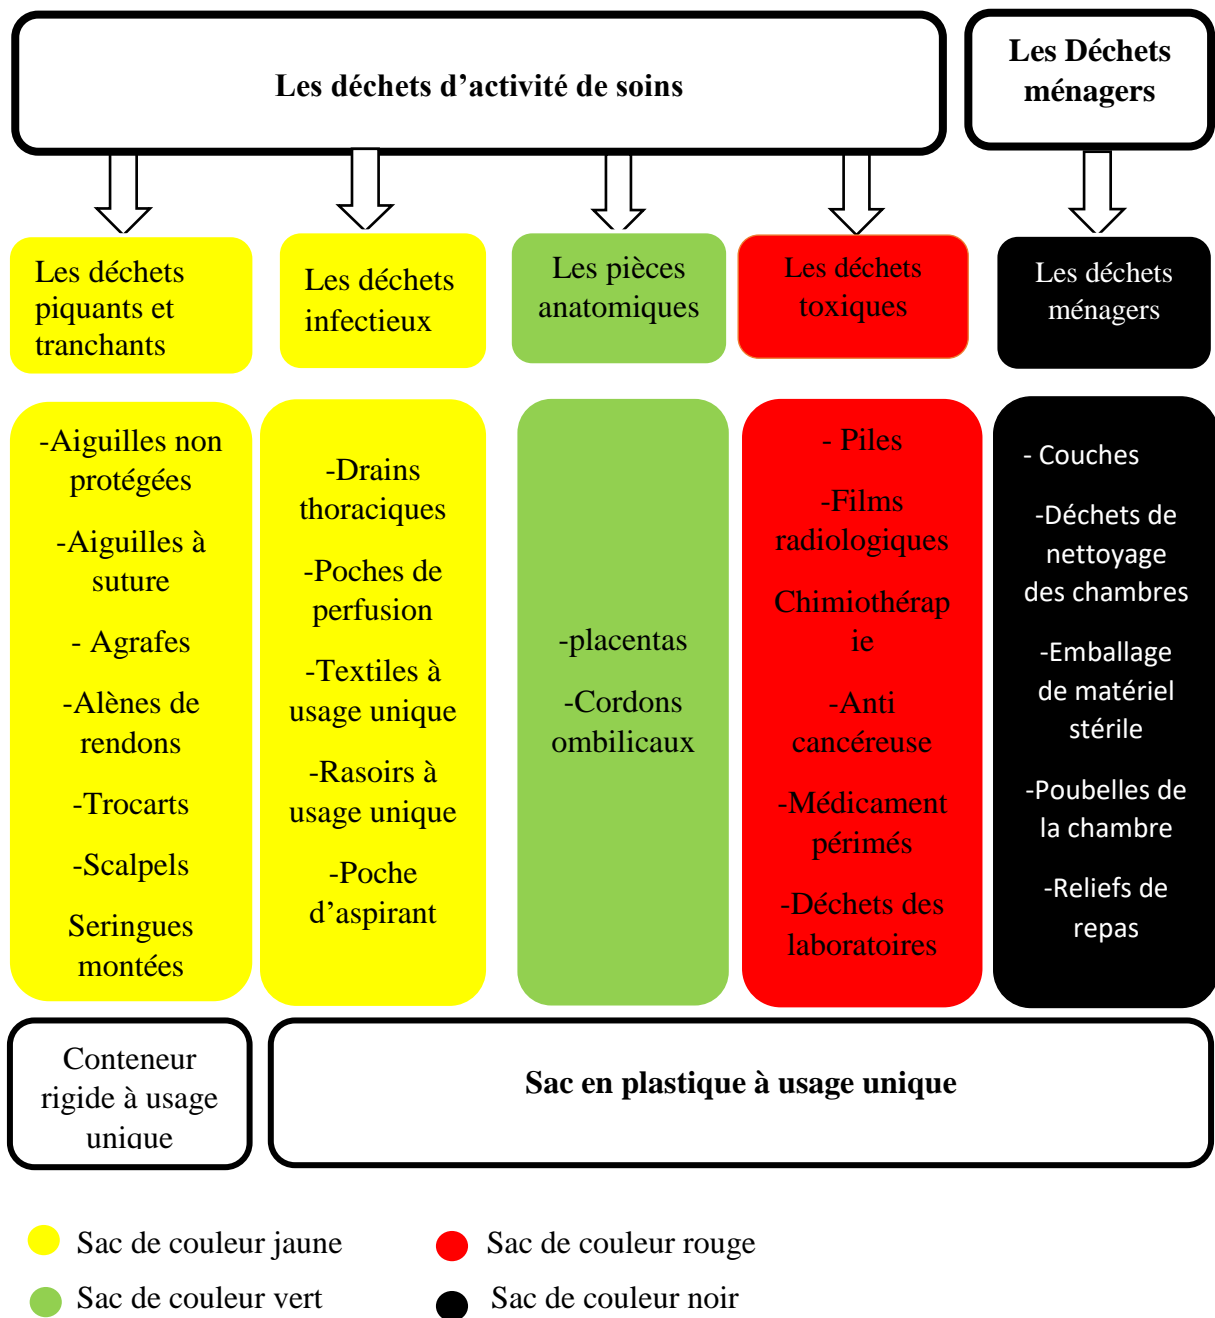 Les déchets d’activité de soins
Les Déchets
ménagers
Les déchets
piquants et
tranchants
Les déchets
infectieux
Les pièces
anatomiques
Les déchets
toxiques
Les déchets
ménagers
-Aiguilles non
protégées
-Aiguilles à
suture
- Agrafes
-Alènes de
rendons
-Trocarts
-Scalpels
Seringues
montées
-Drains
thoraciques
-Poches de
perfusion
-Textiles à
usage unique
-Rasoirs à
usage unique
-Poche
d’aspirant
-placentas
-Cordons
ombilicaux
- Piles
-Films
radiologiques
Chimiothérap
ie
-Anti
cancéreuse
-Médicament
périmés
-Déchets des
laboratoires
- Couches
-Déchets de
nettoyage
des chambres
-Emballage
de matériel
stérile
-Poubelles de
la chambre
-Reliefs de
repas
Conteneur
rigide à usage
unique
Sac en plastique à usage unique
Sac de couleur jaune
Sac de couleur rouge
Sac de couleur vert
Sac de couleur noir